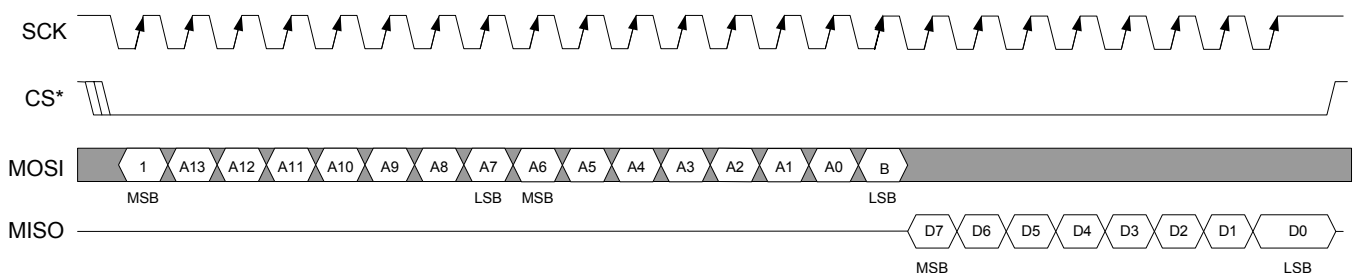 SCK
CS*
MOSI 1 A13 A12 A11 A10 A9 A8 A7 A6 A5 A4 A3 A2 A1 A0 B
MSB LSB MSB LSB
MISO D7 D6 D5 D4 D3 D2 D1 D0
MSB LSB